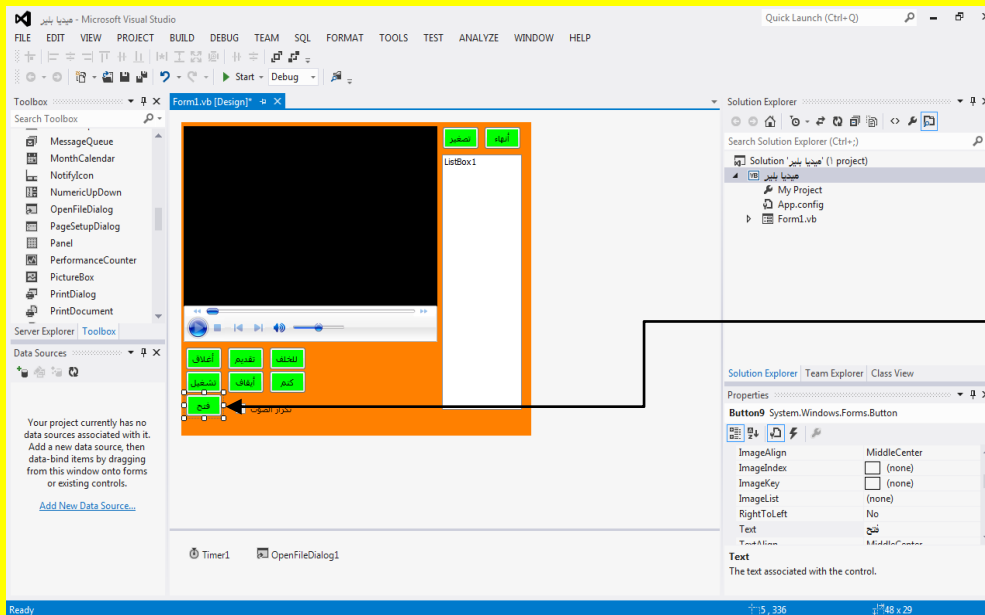 ميديا بلير - Microsoft Visual Studio
Quick Launch (Ctrl+Q)
FILE EDIT VIEW PROJECT BUILD DEBUG TEAM SQL FORMAT TOOLS TEST ANALYZE WINDOW HELP
Start Debug
Toolbox
Search Toolbox
MessageQueue
MonthCalendar
NotifyIcon
NumericUpDown
OpenFileDialog
PageSetupDialog
Panel
PerformanceCounter
PictureBox
PrintDialog
PrintDocument
Server Explorer Toolbox
Data Sources
Your project currently has no
data sources associated with it.
Add a new data source, then
data-bind items by dragging
from this window onto forms
or existing controls.
Add New Data Source...
Form1.vb [Design]*
تصغير أنهاء
ListBox1
أغلاق تقديم للخلف
تشغيل أيقاف كتم
فتح تكرار الصوت
Timer1 OpenFileDialog1
Solution Explorer
Search Solution Explorer (Ctrl+;)
Solution 'ميديا بلير' (١ project)
ميديا بلير
My Project
App.config
Form1.vb
Solution Explorer Team Explorer Class View
Properties
Button9 System.Windows.Forms.Button
ImageAlign MiddleCenter
ImageIndex (none)
ImageKey (none)
ImageList (none)
RightToLeft No
Text فتح
TextAlign MiddleCenter
Text
The text associated with the control.
Ready 5 , 336 48 x 29